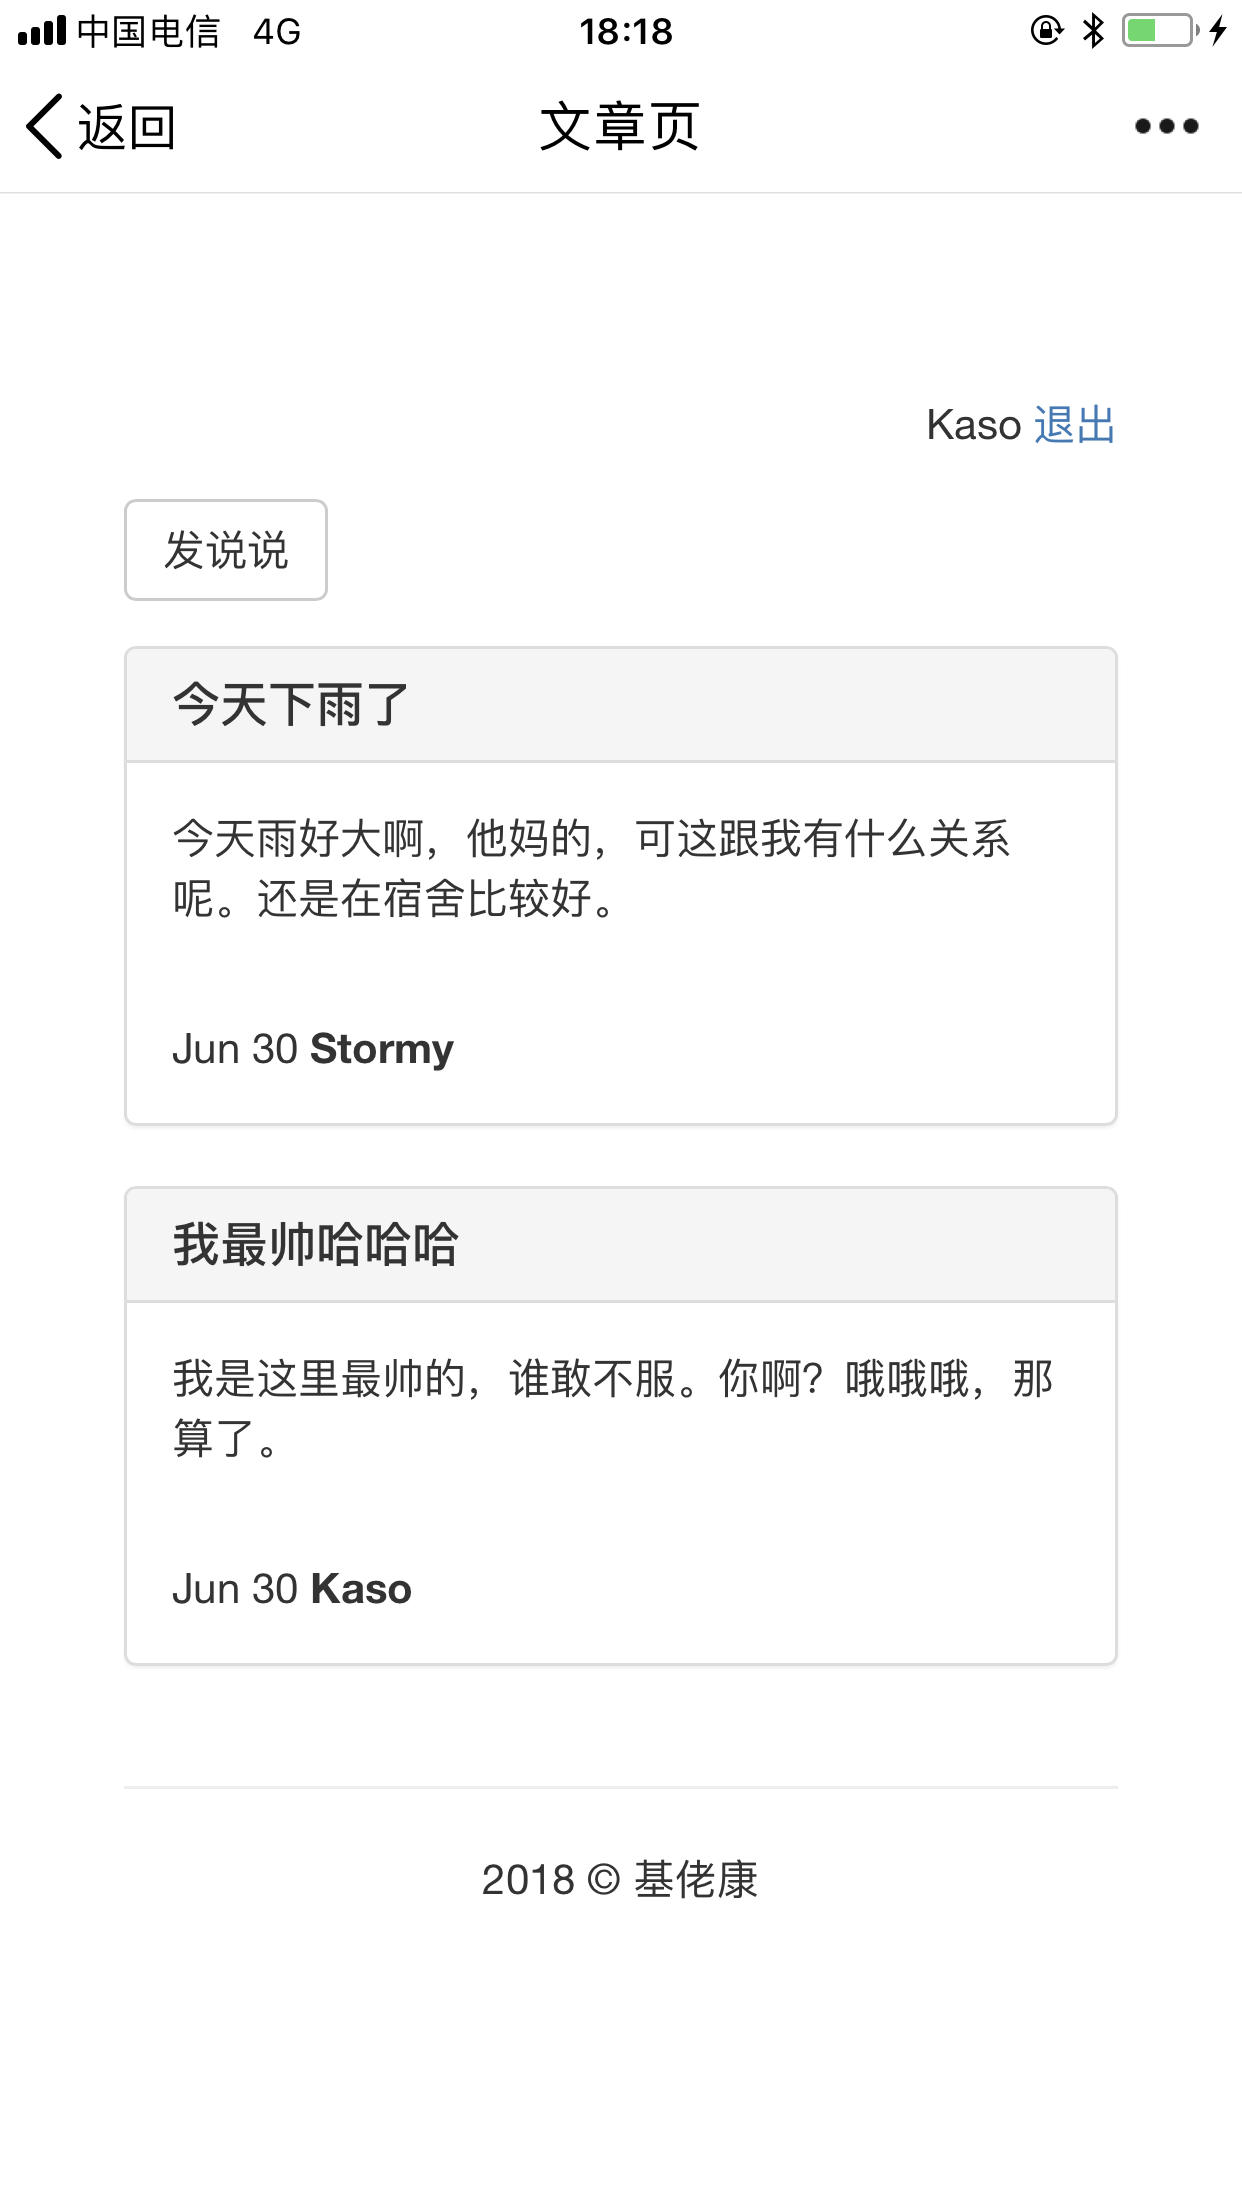 中国电信 4G 18:18
返回 文章页
Kaso 退出
发说说
今天下雨了
今天雨好大啊，他妈的，可这跟我有什么关系
呢。还是在宿舍比较好。
Jun 30 Stormy
我最帅哈哈哈
我是这里最帅的，谁敢不服。你啊？哦哦哦，那
算了。
Jun 30 Kaso
2018 © 基佬康